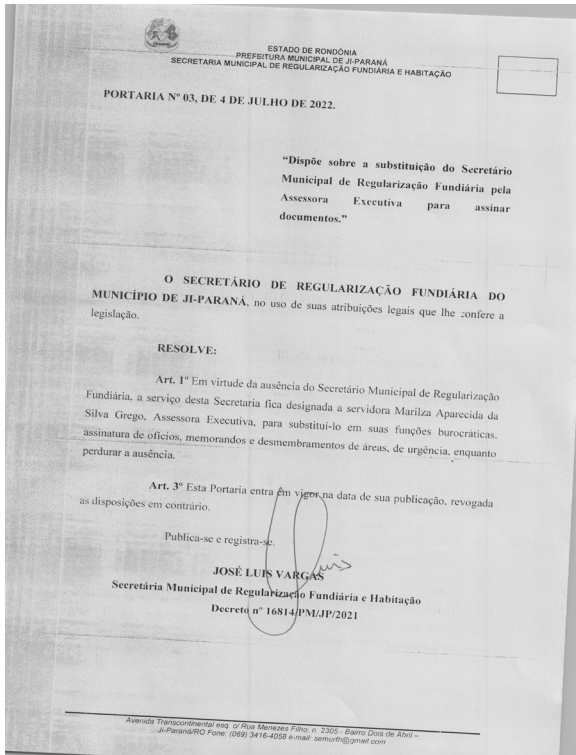 ESTADO DE RONDÔNIA
PREFEITURA MUNICIPAL DE JI-PARANÁ
SECRETARIA MUNICIPAL DE REGULARIZAÇÃO FUNDIÁRIA E HABITAÇÃO
PORTARIA Nº 03, DE 4 DE JULHO DE 2022.
“Dispõe sobre a substituição do Secretário
Municipal de Regularização Fundiária pela
Assessora Executiva para assinar
documentos.”
O SECRETÁRIO DE REGULARIZAÇÃO FUNDIÁRIA DO
MUNICÍPIO DE JI-PARANÁ, no uso de suas atribuições legais que lhe confere a
legislação.
RESOLVE:
Art. 1º Em virtude da ausência do Secretário Municipal de Regularização
Fundiária, a serviço desta Secretaria fica designada a servidora Marilza Aparecida da
Silva Grego, Assessora Executiva, para substituí-lo em suas funções burocráticas,
assinatura de ofícios, memorandos e desmembramentos de áreas, de urgência, enquanto
perdurar a ausência.
Art. 3º Esta Portaria entra em vigor na data de sua publicação, revogada
as disposições em contrário.
Publica-se e registra-se.
JOSÉ LUIS VARGAS
Secretária Municipal de Regularização Fundiária e Habitação
Decreto nº 16814/PM/JP/2021
Avenida Transcontinental esq. c/ Rua Menezes Filho, n. 2305 - Bairro Dois de Abril –
Ji-Paraná/RO Fone: (069) 3416-4058 e-mail: semurfh@gmail.com